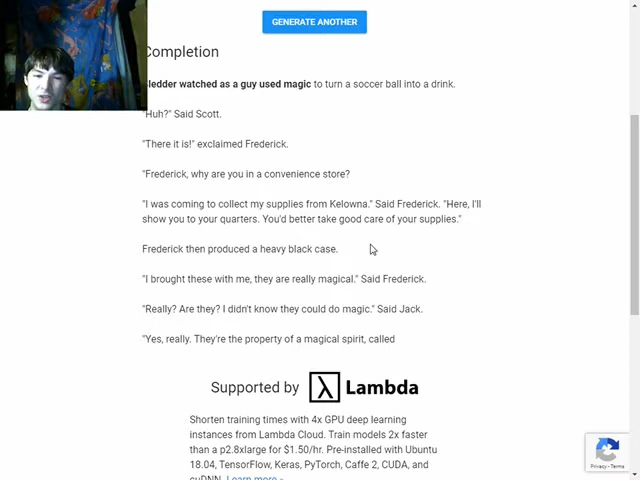 GENERATE ANOTHER
Completion
ledder watched as a guy used magic to turn a soccer ball into a drink.
"Huh?" Said Scott.
"There it is!" exclaimed Frederick.
"Frederick, why are you in a convenience store?
"I was coming to collect my supplies from Kelowna." Said Frederick. "Here, I'll
show you to your quarters. You'd better take good care of your supplies."
Frederick then produced a heavy black case.
"I brought these with me, they are really magical." Said Frederick.
"Really? Are they? I didn't know they could do magic." Said Jack.
"Yes, really. They're the property of a magical spirit, called
Supported by λ Lambda
Shorten training times with 4x GPU deep learning
instances from Lambda Cloud. Train models 2x faster
than a p2.8xlarge for $1.50/hr. Pre-installed with Ubuntu
18.04, TensorFlow, Keras, PyTorch, Caffe 2, CUDA, and
cuDNN. Learn more »
Privacy - Terms